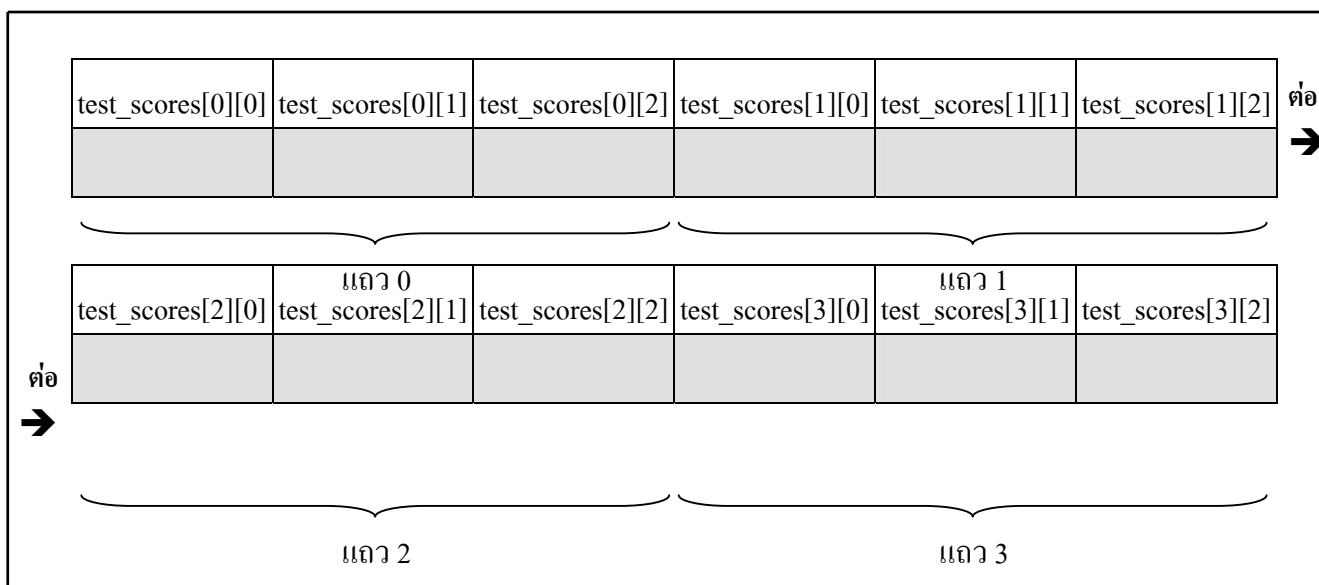 test_scores[0][0] test_scores[0][1] test_scores[0][2] test_scores[1][0] test_scores[1][1] test_scores[1][2] ต่อ
➔
แถว 0 แถว 1
test_scores[2][0] test_scores[2][1] test_scores[2][2] test_scores[3][0] test_scores[3][1] test_scores[3][2]
ต่อ
➔
แถว 2 แถว 3